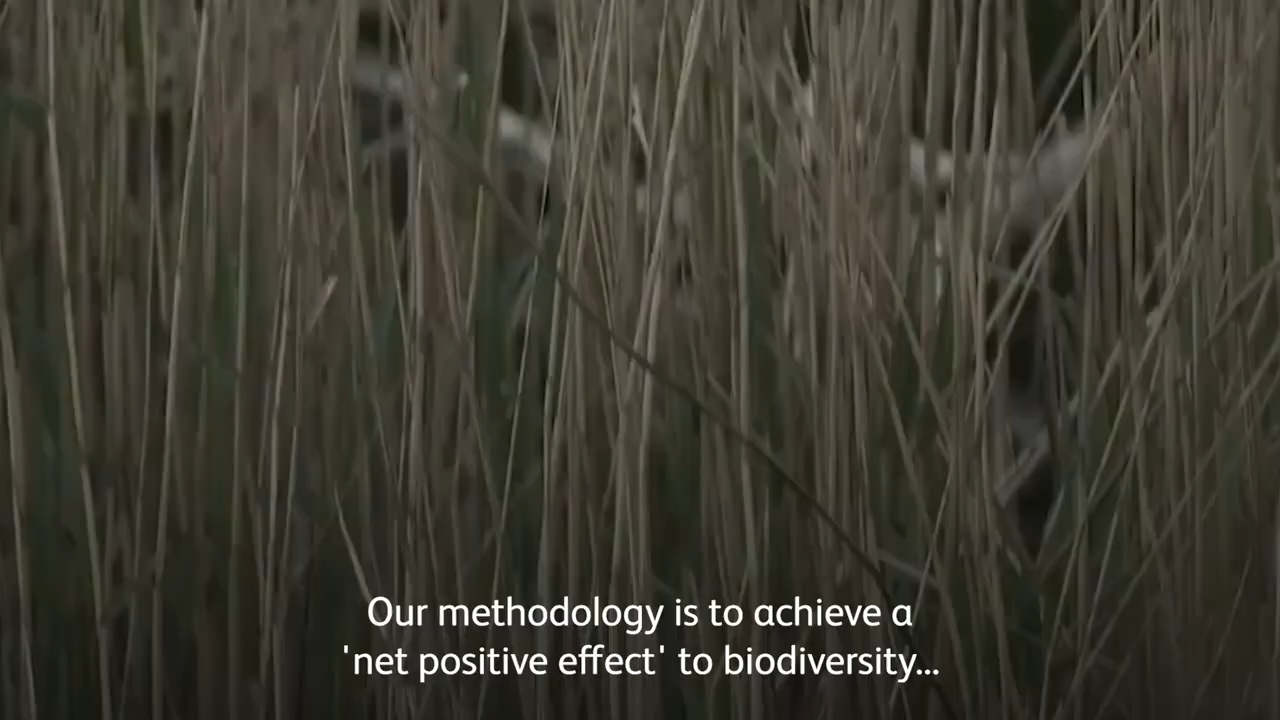 Our methodology is to achieve a
'net positive effect' to biodiversity...